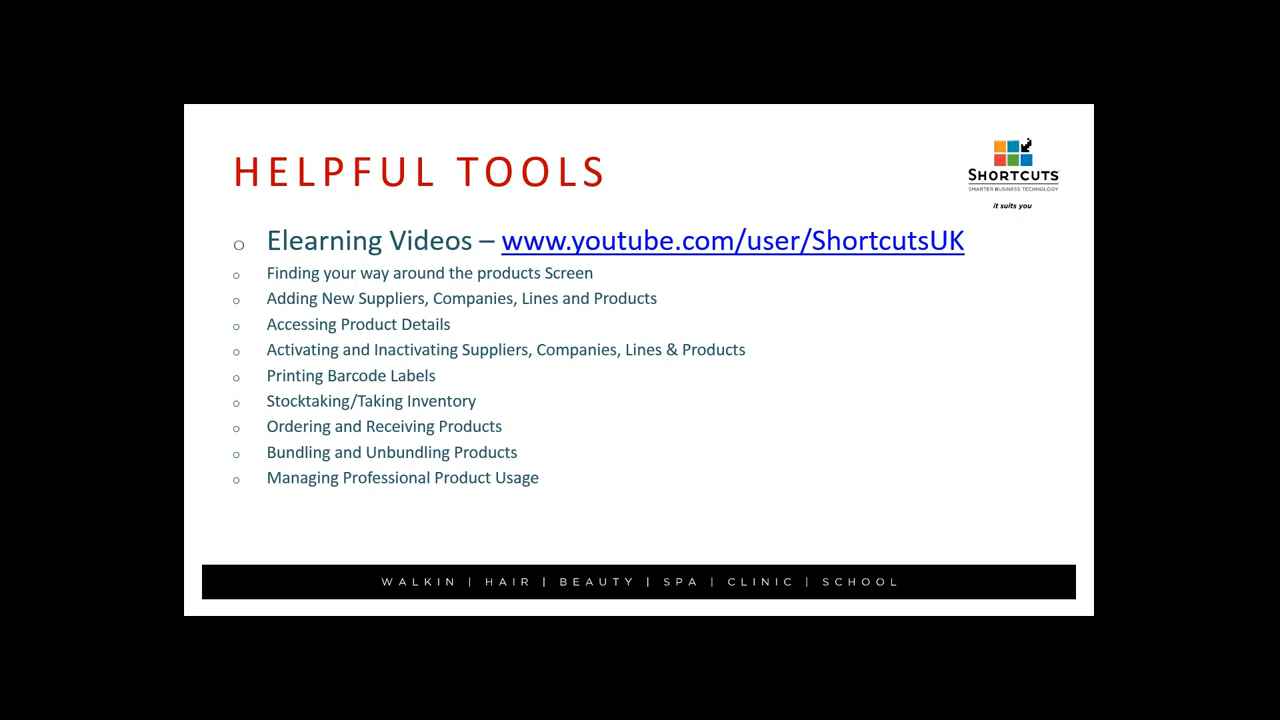 HELPFUL TOOLS
SHORTCUTS
SMARTER BUSINESS TECHNOLOGY
it suits you
o Elearning Videos – www.youtube.com/user/ShortcutsUK
o Finding your way around the products Screen
o Adding New Suppliers, Companies, Lines and Products
o Accessing Product Details
o Activating and Inactivating Suppliers, Companies, Lines & Products
o Printing Barcode Labels
o Stocktaking/Taking Inventory
o Ordering and Receiving Products
o Bundling and Unbundling Products
o Managing Professional Product Usage
WALKIN | HAIR | BEAUTY | SPA | CLINIC | SCHOOL